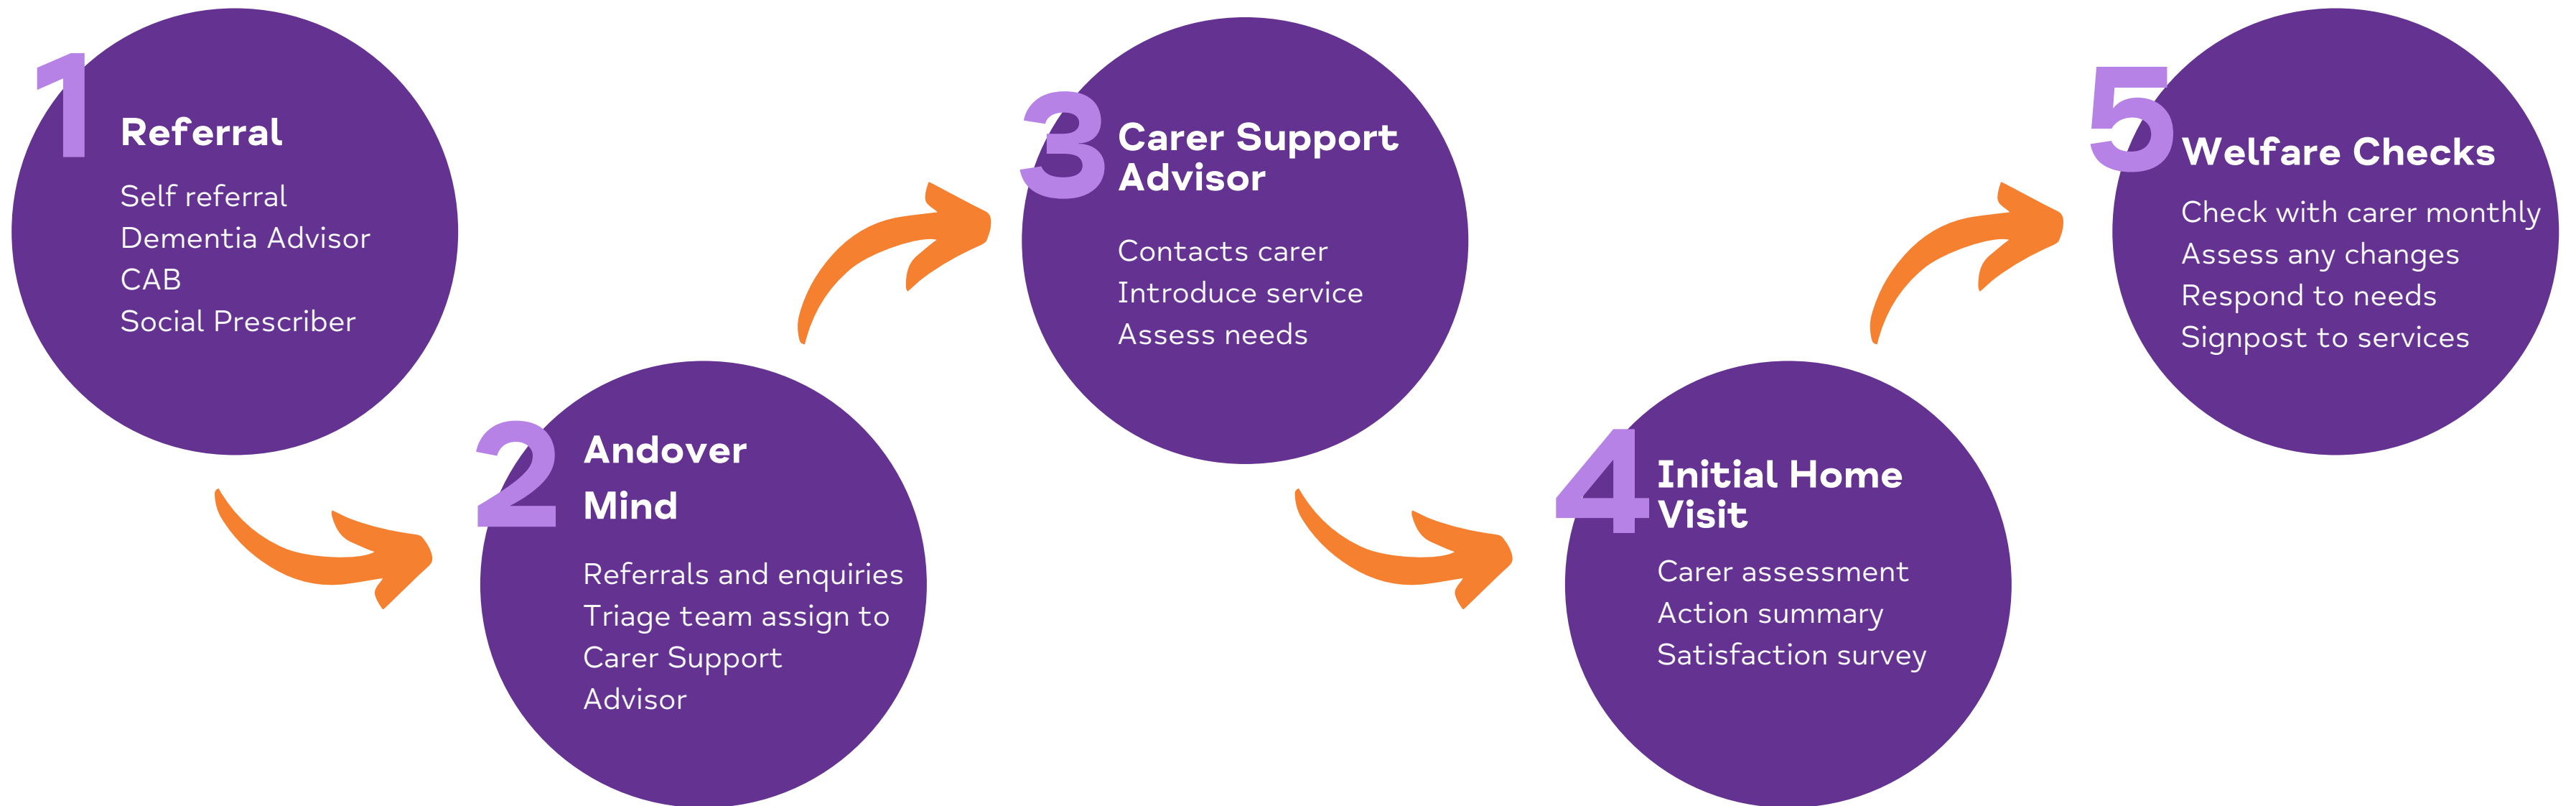 1
Referral
Self referral
Dementia Advisor
CAB
Social Prescriber
2
Andover
Mind
Referrals and enquiries
Triage team assign to
Carer Support
Advisor
3
Carer Support
Advisor
Contacts carer
Introduce service
Assess needs
4
Initial Home
Visit
Carer assessment
Action summary
Satisfaction survey
5
Welfare Checks
Check with carer monthly
Assess any changes
Respond to needs
Signpost to services